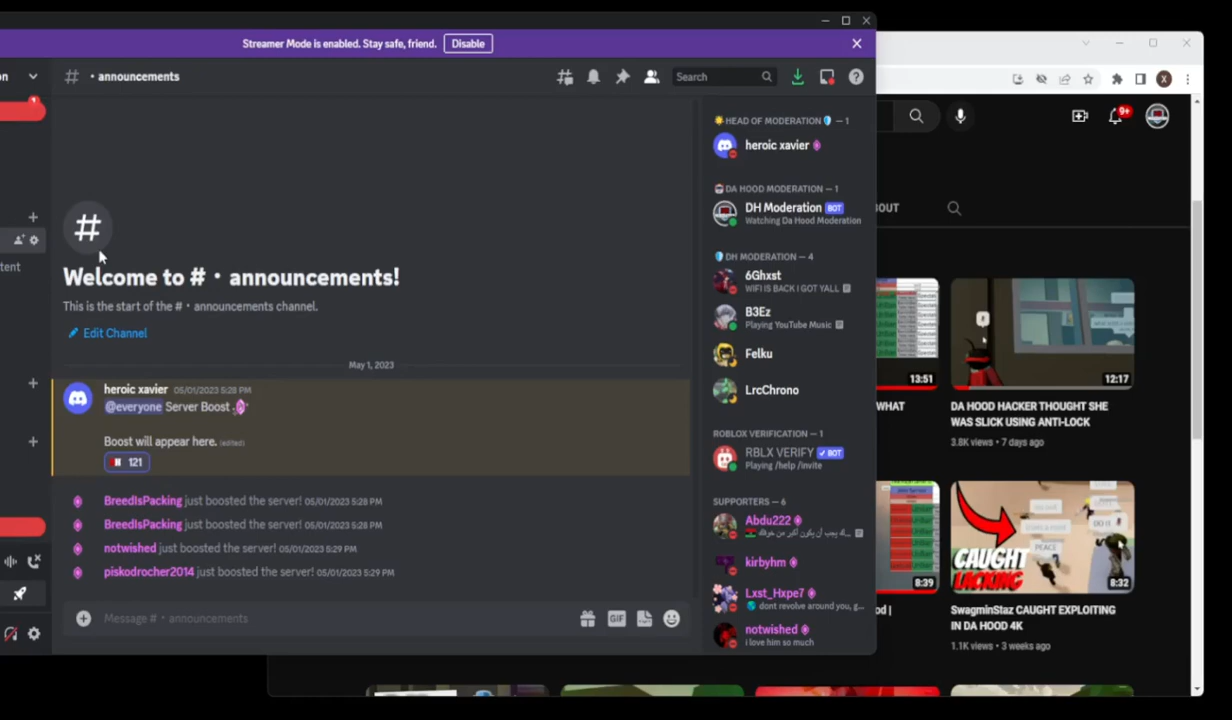 Streamer Mode is enabled. Stay safe, friend. Disable
on
# • announcements
Search
tent
Welcome to # • announcements!
This is the start of the # • announcements channel.
Edit Channel
May 1, 2023
heroic xavier 05/01/2023 5:28 PM
@everyone Server Boost
Boost will appear here. (edited)
121
BreedIsPacking just boosted the server! 05/01/2023 5:28 PM
BreedIsPacking just boosted the server! 05/01/2023 5:28 PM
notwished just boosted the server! 05/01/2023 5:29 PM
piskodrocher2014 just boosted the server! 05/01/2023 5:29 PM
Message # • announcements
GIF
HEAD OF MODERATION — 1
heroic xavier
DA HOOD MODERATION — 1
DH Moderation BOT
Watching Da Hood Moderation
DH MODERATION — 4
6Ghxst
WIFI IS BACK I GOT YALL
B3Ez
Playing YouTube Music
Felku
LrcChrono
ROBLOX VERIFICATION — 1
RBLX VERIFY ✓ BOT
Playing /help /invite
SUPPORTERS — 6
Abdu222
kirbyhm
Lxst_Hxpe7
dont revolve around you, g...
notwished
i love him so much
X
9+
OUT
13:51
12:17
WHAT
DA HOOD HACKER THOUGHT SHE
WAS SLICK USING ANTI-LOCK
3.8K views • 7 days ago
PEACE
DO IT
CAUGHT
LACKING
8:39
8:32
od |
SwagminStaz CAUGHT EXPLOITING
IN DA HOOD 4K
1.1K views • 3 weeks ago